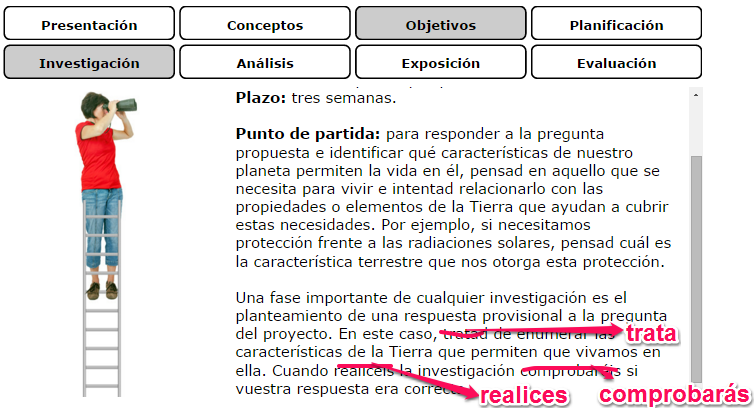 Presentación Conceptos Objetivos Planificación
Investigación Análisis Exposición Evaluación
Plazo: tres semanas.
Punto de partida: para responder a la pregunta
propuesta e identificar qué características de nuestro
planeta permiten la vida en él, pensad en aquello que se
necesita para vivir e intentad relacionarlo con las
propiedades o elementos de la Tierra que ayudan a cubrir
estas necesidades. Por ejemplo, si necesitamos
protección frente a las radiaciones solares, pensad cuál es
la característica terrestre que nos otorga esta protección.
Una fase importante de cualquier investigación es el
planteamiento de una respuesta provisional a la pregunta
del proyecto. En este caso, tratad de enumerar las trata
características de la Tierra que permiten que vivamos en
ella. Cuando realicéis la investigación comprobaréis si
vuestra respuesta era correcta realices comprobarás